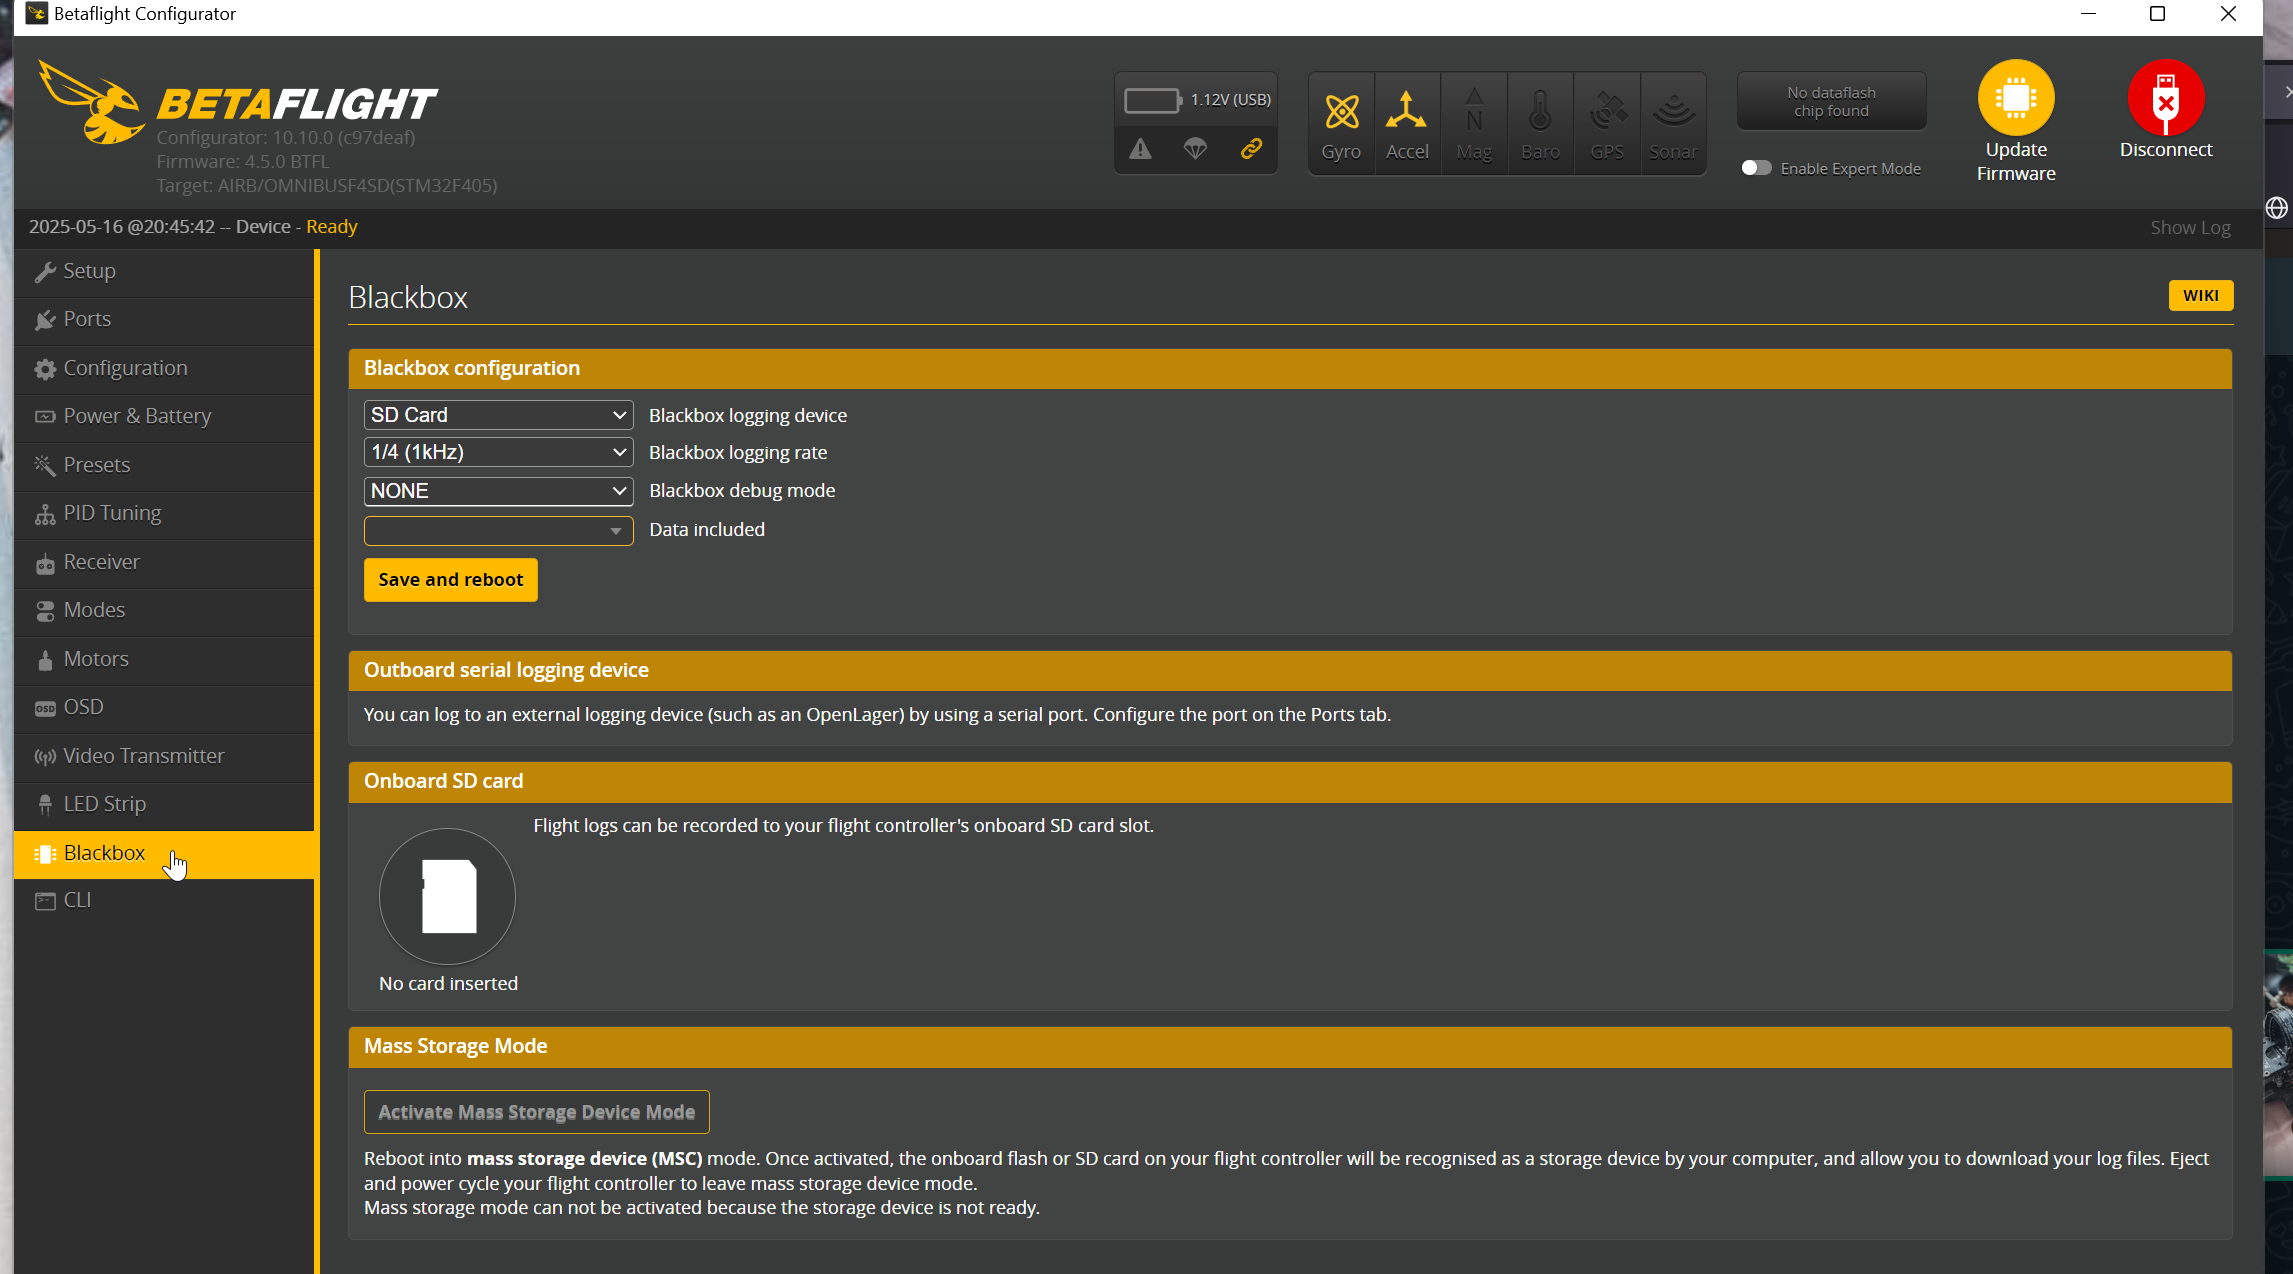 Betaflight Configurator
BETAFLIGHT
Configurator: 10.10.0 (c97deaf)
Firmware: 4.5.0 BTFL
Target: AIRB/OMNIBUSF4SD(STM32F405)
1.12V (USB)
Gyro
Accel
N
Mag
Baro
GPS
Sonar
No dataflash
chip found
Enable Expert Mode
Update
Firmware
Disconnect
2025-05-16 @20:45:42 -- Device - Ready
Show Log
Setup
Ports
Configuration
Power & Battery
Presets
PID Tuning
Receiver
Modes
Motors
OSD OSD
Video Transmitter
LED Strip
Blackbox
CLI
Blackbox
WIKI
Blackbox configuration
SD Card Blackbox logging device
1/4 (1kHz) Blackbox logging rate
NONE Blackbox debug mode
Data included
Save and reboot
Outboard serial logging device
You can log to an external logging device (such as an OpenLager) by using a serial port. Configure the port on the Ports tab.
Onboard SD card
Flight logs can be recorded to your flight controller's onboard SD card slot.
No card inserted
Mass Storage Mode
Activate Mass Storage Device Mode
Reboot into mass storage device (MSC) mode. Once activated, the onboard flash or SD card on your flight controller will be recognised as a storage device by your computer, and allow you to download your log files. Eject
and power cycle your flight controller to leave mass storage device mode.
Mass storage mode can not be activated because the storage device is not ready.